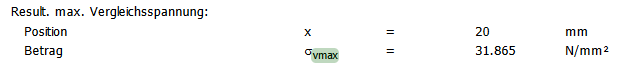 Result. max. Vergleichsspannung:
Position x = 20 mm
Betrag σvmax = 31.865 N/mm²